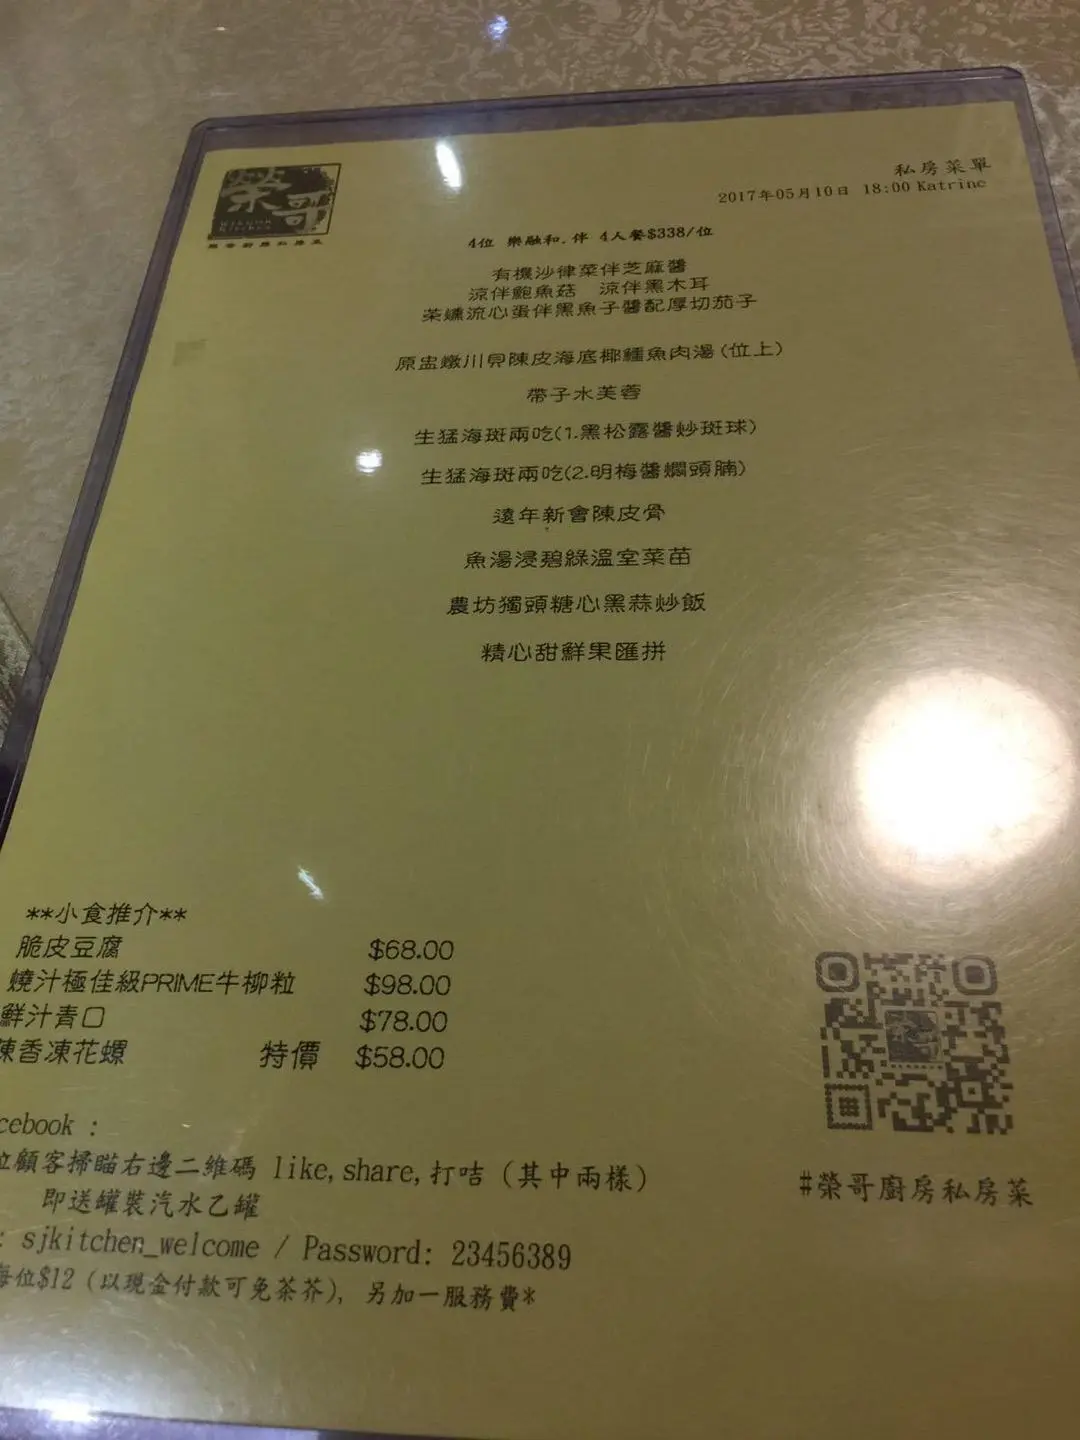 榮哥
私房菜單
2017年05月10日 18:00 Katrine
4位 樂融和.伴 4人餐$338/位
有機沙律菜伴芝麻醬
涼伴鮑魚菇 涼伴黑木耳
茶燻流心蛋伴黑魚子醬配厚切茄子
原盅燉川貝陳皮海底椰鱷魚肉湯(位上)
帶子水芙蓉
生猛海斑兩吃(1.黑松露醬炒斑球)
生猛海斑兩吃(2.明梅醬爛頭腩)
遠年新會陳皮骨
魚湯浸碧綠溫室菜苗
農坊獨頭糖心黑蒜炒飯
精心甜鮮果匯拼
**小食推介**
脆皮豆腐 $68.00
燒汁極佳級PRIME牛柳粒 $98.00
鮮汁青口 $78.00
陳香凍花螺 特價 $58.00
cebook :
位顧客掃瞄右邊二維碼 like,share,打咭 (其中兩樣)
即送罐裝汽水乙罐
: sjkitchen_welcome / Password: 23456389
每位$12 (以現金付款可免茶芥), 另加一服務費*
#榮哥廚房私房菜